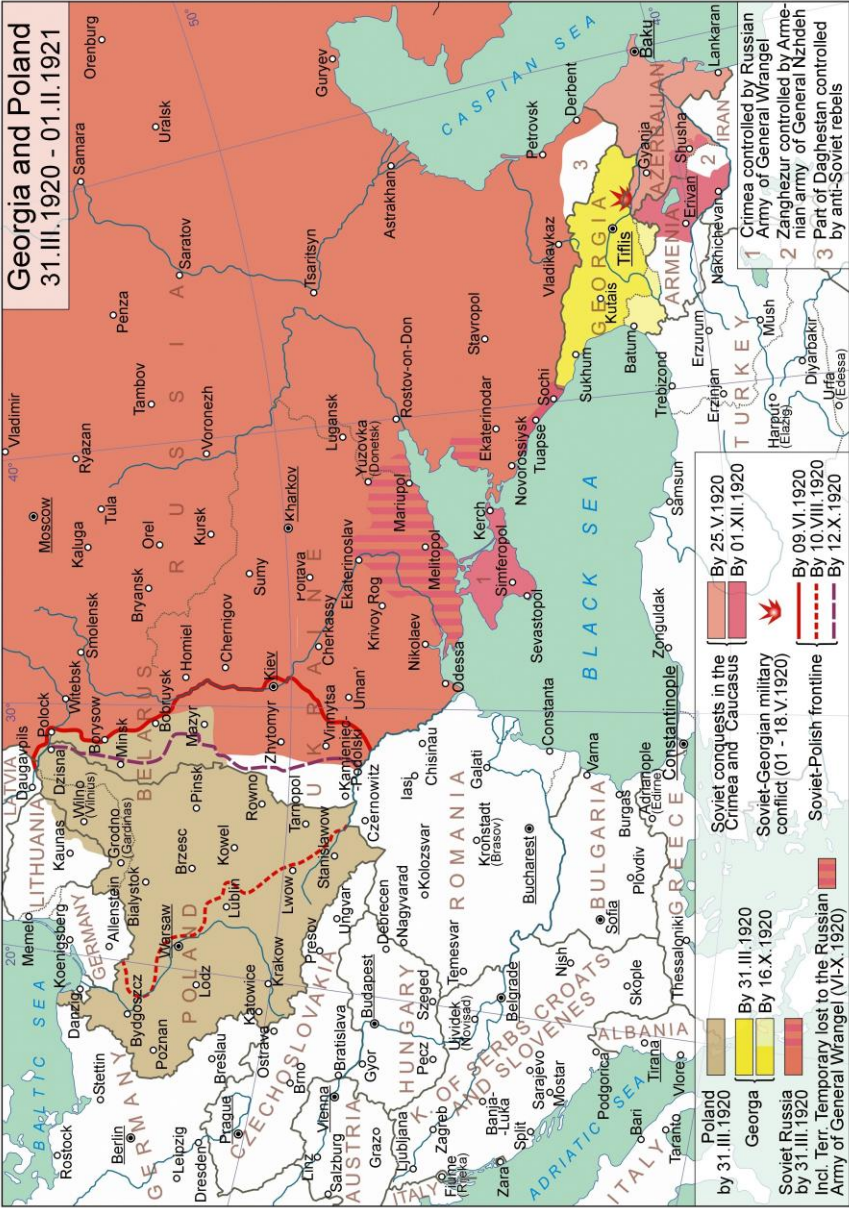 Georgia and Poland
31.III.1920 - 01.II.1921
50°
40°
30°
20°
40°
BALTIC SEA
CASPIAN SEA
BLACK SEA
ADRIATIC SEA
LATVIA
LITHUANIA
GERMANY
GERMANY
POLAND
BELARUS
RUSSIA
UKRAINE
CZECHOSLOVAKIA
AUSTRIA
HUNGARY
ROMANIA
K. OF SERBS CROATS
AND SLOVENES
BULGARIA
ALBANIA
GREECE
ITALY
ITALY
TURKEY
GEORGIA
ARMENIA
AZERBAIJAN
IRAN
Rostock
Stettin
Berlin
Leipzig
Dresden
Breslau
Prague
Brno
Ostrava
Linz
Salzburg
Vienna
Bratislava
Grazo
Gyor
Budapest
Pecz
Szeged
Debrecen
Nagyvarad
Kolozsvar
Temesvar
Ujvidek
(Novisad)
Ljubljana
Zagreb
Fiume
(Rijeka)
Zara
Banja-
Luka
Split
Sarajevo
Mostar
Belgrade
Nish
Skople
Podgorica
Tirana
Vlore
Bari
Taranto
Thessaloniki
Sofia
Plovdiv
Burgas
Varna
Adrianople
(Edirne)
Constantinople
Zonguldak
Bucharest
Kronstadt
(Brasov)
Galati
Constanta
Iasi
Chisinau
Czernowitz
Memel
Koenigsberg
Danzig
Allenstein
Kaunas
Wilno
(Vilnius)
Grodno
(Gardinas)
Bialystok
Bydgoszcz
Poznan
Warsaw
Lodz
Katowice
Krakow
Lublin
Brzesc
Kowel
Pinsk
Rowno
Lwow
Tarnopol
Stanislawow
Presov
Ungvar
Daugavpils
Dzisna
Polock
Witebsk
Borysow
Minsk
Bobruysk
Mazyr
Homiel
Smolensk
Kamieniec-
Podolski
Vinnytsa
Zhytomyr
Kiev
Uman'
Cherkassy
Chernigov
Bryansk
Orel
Kursk
Sumy
Poltava
Kharkov
Ekaterinoslav
Krivoy Rog
Nikolaev
Odessa
Melitopol
Mariupol
Yuzovka
(Donetsk)
Lugansk
Simferopol
Sevastopol
Kerch
Moscow
Vladimir
Kaluga
Tula
Ryazan
Tambov
Penza
Voronezh
Saratov
Samara
Orenburg
Uralsk
Guryev
Tsaritsyn
Astrakhan
Rostov-on-Don
Stavropol
Ekaterinodar
Novorossiysk
Tuapse
Sochi
Sukhum
Vladikavkaz
Petrovsk
Derbent
Kutais
Tiflis
Batum
Baku
Lankaran
Gyanja
Shusha
Erivan
Nakhichevan
Samsun
Trebizond
Erzinjan
Erzurum
Mush
Harput
(Elazig)
Diyarbakir
Urfa
(Edessa)
1
2
3
Poland
by 31.III.1920
Georga
By 31.III.1920
By 16.X.1920
Soviet Russia
by 31.III.1920
Incl. Terr. Temporary lost to the Russian
Army of General Wrangel (VI-X.1920)
Soviet conquests in the
Crimea and Caucasus
By 25.V.1920
By 01.XII.1920
Soviet-Georgian military
conflict (01 - 18.V.1920)
Soviet-Polish frontline
By 09.VI.1920
By 10.VIII.1920
By 12.X.1920
1 Crimea controlled by Russian
Army of General Wrangel
2 Zanghezur controlled by Arme-
nian army of General Nzhdeh
3 Part of Daghestan controlled
by anti-Soviet rebels